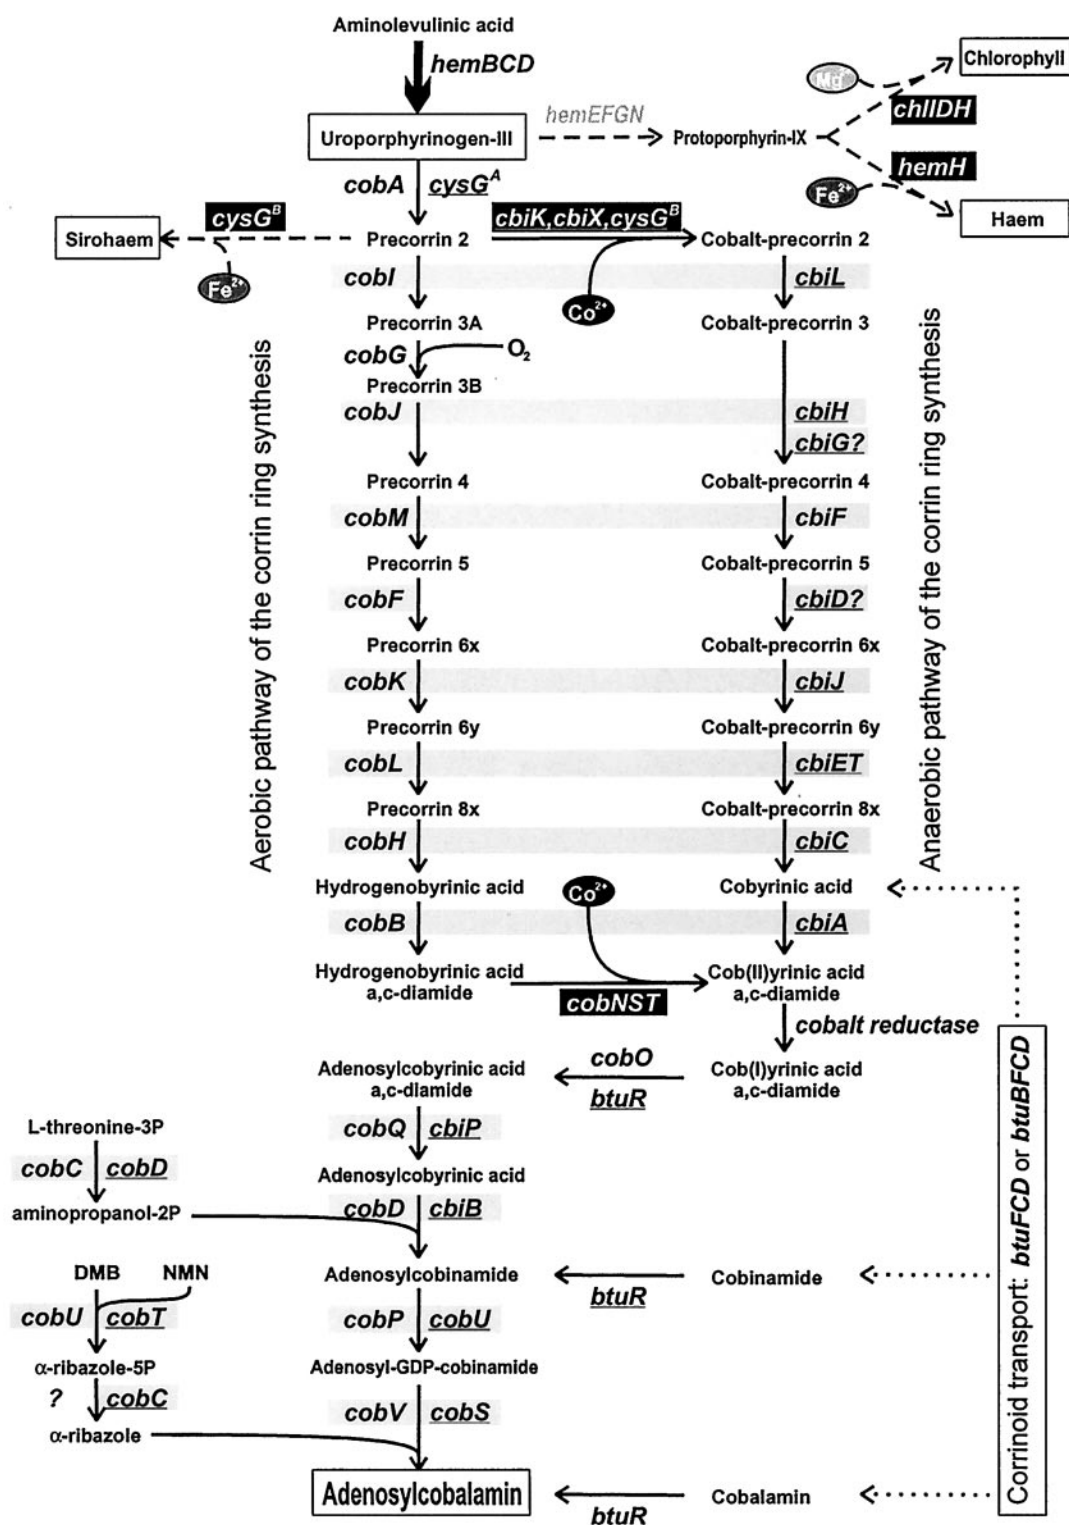 Aminolevulinic acid
hemBCD
Uroporphyrinogen-III
hemEFGN
Protoporphyrin-IX
Mg
Chlorophyll
chlIDH
hemH
Fe2+
Haem
cobA cysGA
Sirohaem
cysGB
Fe2+
Precorrin 2
cbiK,cbiX,cysGB
Co2+
Cobalt-precorrin 2
cobI
cbiL
Precorrin 3A
Cobalt-precorrin 3
cobG
O2
Precorrin 3B
cobJ
cbiH
cbiG?
Precorrin 4
Cobalt-precorrin 4
cobM
cbiF
Precorrin 5
Cobalt-precorrin 5
cobF
cbiD?
Precorrin 6x
Cobalt-precorrin 6x
cobK
cbiJ
Precorrin 6y
Cobalt-precorrin 6y
cobL
cbiET
Precorrin 8x
Cobalt-precorrin 8x
cobH
cbiC
Aerobic pathway of the corrin ring synthesis
Anaerobic pathway of the corrin ring synthesis
Hydrogenobyrinic acid
Co2+
Cobyrinic acid
cobB
cbiA
Hydrogenobyrinic acid
a,c-diamide
cobNST
Cob(II)yrinic acid
a,c-diamide
cobalt reductase
Adenosylcobyrinic acid
a,c-diamide
cobO
btuR
Cob(I)yrinic acid
a,c-diamide
cobQ cbiP
L-threonine-3P
cobC cobD
aminopropanol-2P
Adenosylcobyrinic acid
cobD cbiB
DMB NMN
Adenosylcobinamide
btuR
Cobinamide
cobU cobT
cobP cobU
α-ribazole-5P
Adenosyl-GDP-cobinamide
? cobC
cobV cobS
α-ribazole
Adenosylcobalamin
btuR
Cobalamin
Corrinoid transport: btuFCD or btuBFCD